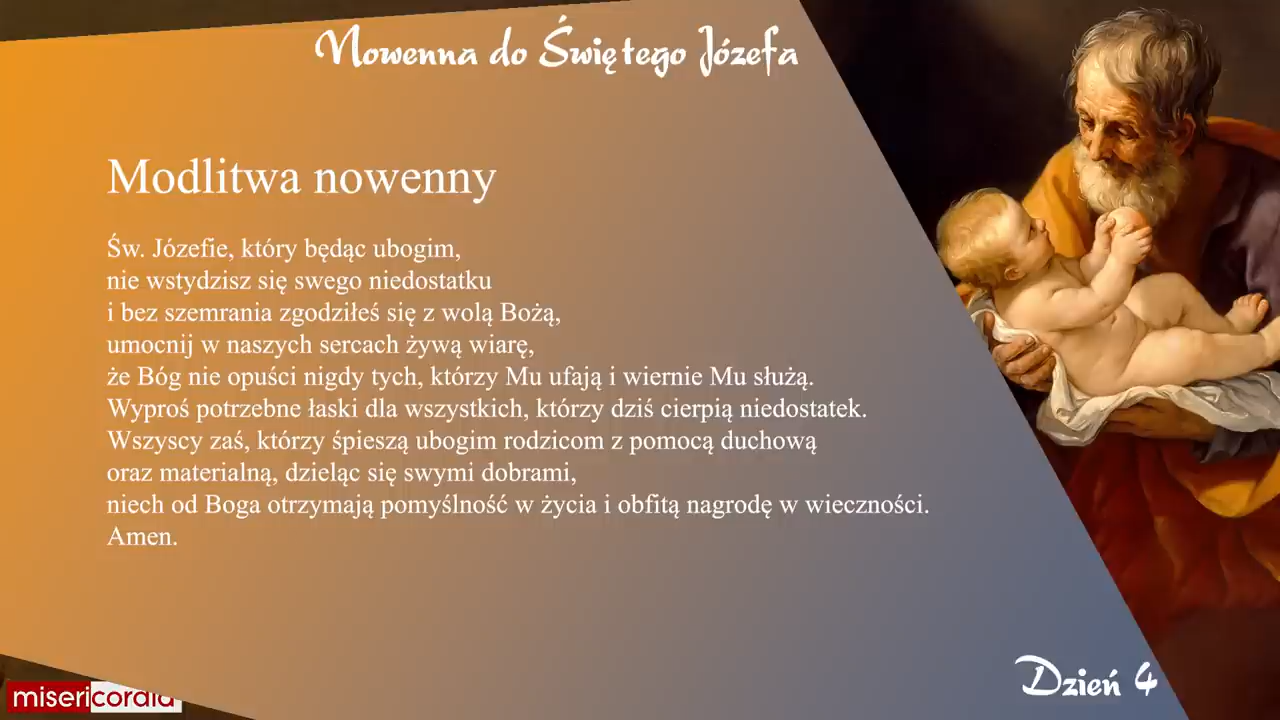 Nowenna do Świętego Józefa
Modlitwa nowenny
Św. Józefie, który będąc ubogim,
nie wstydzisz się swego niedostatku
i bez szemrania zgodziłeś się z wolą Bożą,
umocnij w naszych sercach żywą wiarę,
że Bóg nie opuści nigdy tych, którzy Mu ufają i wiernie Mu służą.
Wyproś potrzebne łaski dla wszystkich, którzy dziś cierpią niedostatek.
Wszyscy zaś, którzy śpieszą ubogim rodzicom z pomocą duchową
oraz materialną, dzieląc się swymi dobrami,
niech od Boga otrzymają pomyślność w życia i obfitą nagrodę w wieczności.
Amen.
Dzień 4
misericordia